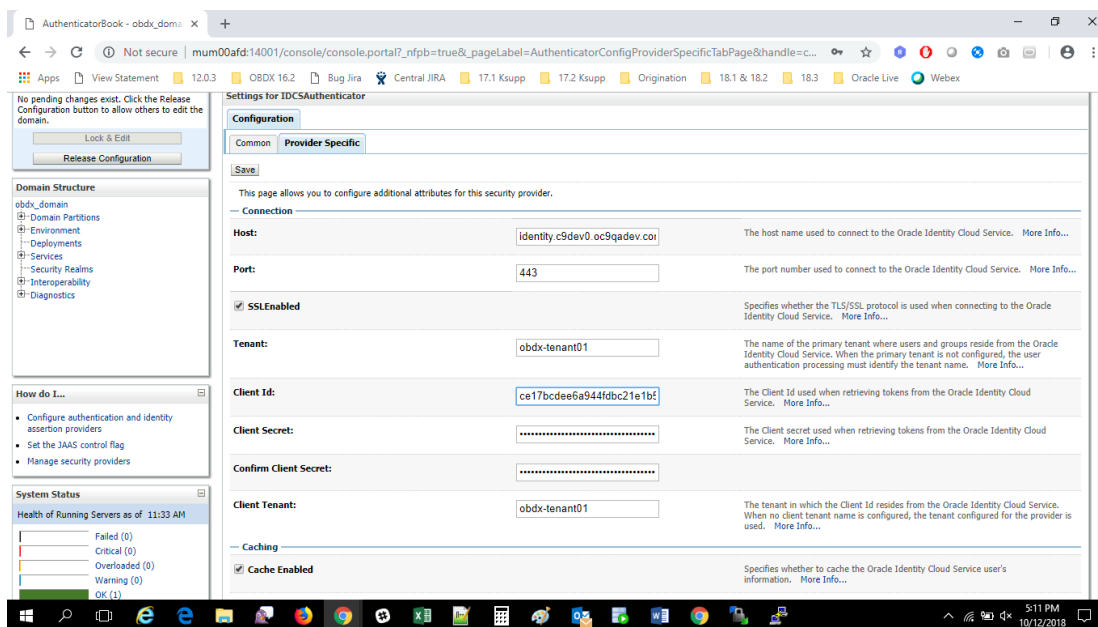 AuthenticatorBook - obdx_doma
Not secure | mum00afd:14001/console/console.portal?_nfpb=true&_pageLabel=AuthenticatorConfigProviderSpecificTabPage&handle=c...
Apps View Statement 12.0.3 OBDX 16.2 Bug Jira Central JIRA 17.1 Ksupp 17.2 Ksupp Origination 18.1 & 18.2 18.3 Oracle Live Webex
No pending changes exist. Click the Release
Configuration button to allow others to edit the
domain.
Lock & Edit
Release Configuration
Domain Structure
obdx_domain
Domain Partitions
Environment
Deployments
Services
Security Realms
Interoperability
Diagnostics
How do I...
Configure authentication and identity
assertion providers
Set the JAAS control flag
Manage security providers
System Status
Health of Running Servers as of 11:33 AM
Failed (0)
Critical (0)
Overloaded (0)
Warning (0)
OK (1)
Settings for IDCSAuthenticator
Configuration
Common Provider Specific
Save
This page allows you to configure additional attributes for this security provider.
Connection
Host: identity.c9dev0.oc9qadev.cor The host name used to connect to the Oracle Identity Cloud Service. More Info...
Port: 443 The port number used to connect to the Oracle Identity Cloud Service. More Info...
SSLEnabled Specifies whether the TLS/SSL protocol is used when connecting to the Oracle
Identity Cloud Service. More Info...
Tenant: obdx-tenant01 The name of the primary tenant where users and groups reside from the Oracle
Identity Cloud Service. When the primary tenant is not configured, the user
authentication processing must identify the tenant name. More Info...
Client Id: ce17bcdee6a944fdbc21e1b5 The Client Id used when retrieving tokens from the Oracle Identity Cloud
Service. More Info...
Client Secret: The Client secret used when retrieving tokens from the Oracle Identity Cloud
Service. More Info...
Confirm Client Secret:
Client Tenant: obdx-tenant01 The tenant in which the Client Id resides from the Oracle Identity Cloud Service.
When no client tenant name is configured, the tenant configured for the provider is
used. More Info...
Caching
Cache Enabled Specifies whether to cache the Oracle Identity Cloud Service user's
information. More Info...
5:11 PM
10/12/2018